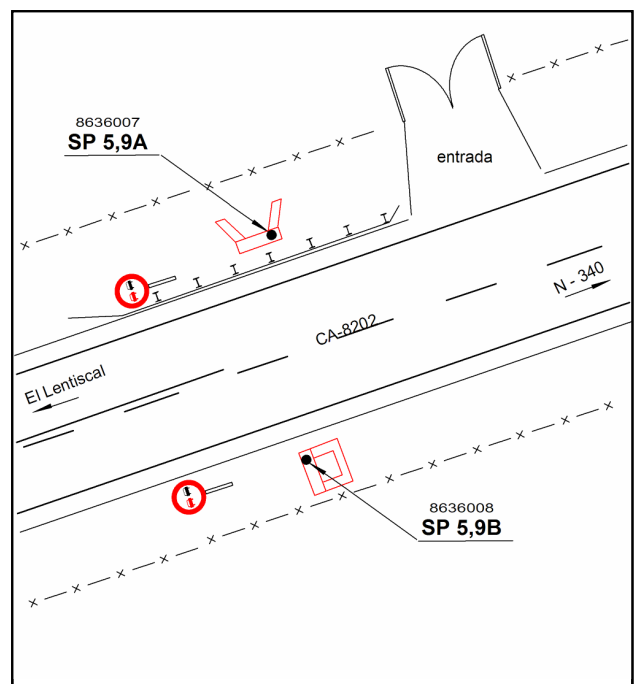 8636007
SP 5,9A
entrada
N - 340
CA-8202
El Lentiscal
8636008
SP 5,9B